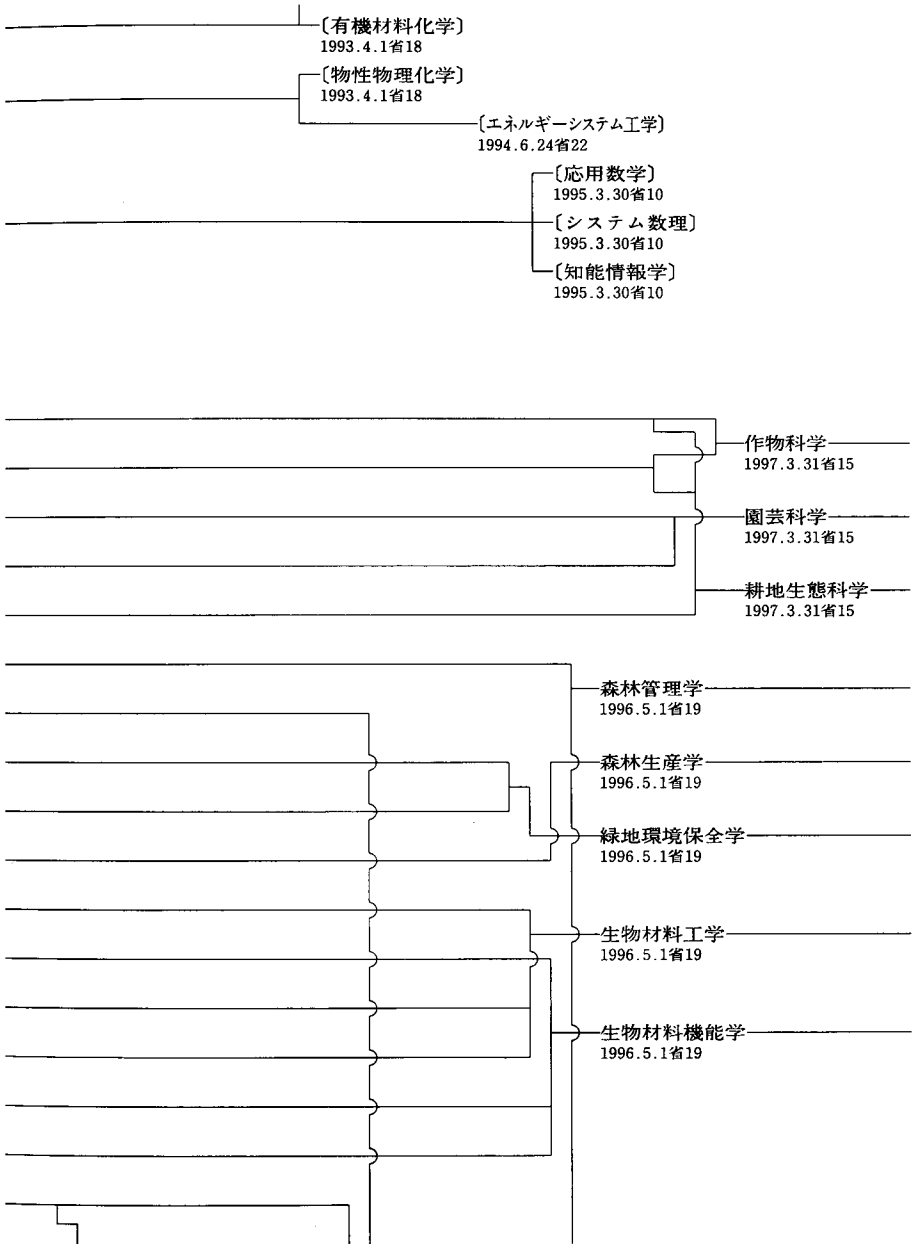 〔有機材料化学〕
1993.4.1省18
〔物性物理化学〕
1993.4.1省18
〔エネルギーシステム工学〕
1994.6.24省22
〔応用数学〕
1995.3.30省10
〔システム数理〕
1995.3.30省10
〔知能情報学〕
1995.3.30省10
作物科学
1997.3.31省15
園芸科学
1997.3.31省15
耕地生態科学
1997.3.31省15
森林管理学
1996.5.1省19
森林生産学
1996.5.1省19
緑地環境保全学
1996.5.1省19
生物材料工学
1996.5.1省19
生物材料機能学
1996.5.1省19